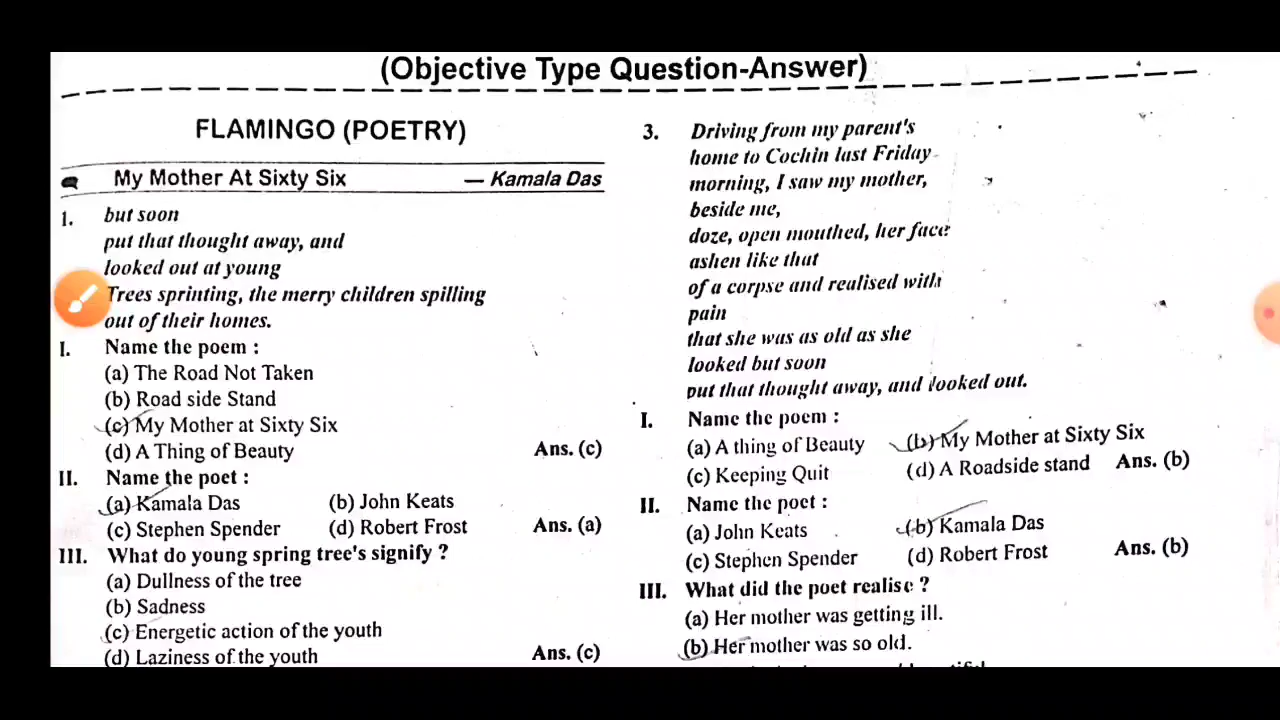 (Objective Type Question-Answer)
FLAMINGO (POETRY)
My Mother At Sixty Six — Kamala Das
1. but soon
put that thought away, and
looked out at young
Trees sprinting, the merry children spilling
out of their homes.
I. Name the poem :
(a) The Road Not Taken
(b) Road side Stand
(c) My Mother at Sixty Six
(d) A Thing of Beauty Ans. (c)
II. Name the poet :
(a) Kamala Das (b) John Keats
(c) Stephen Spender (d) Robert Frost Ans. (a)
III. What do young spring tree's signify ?
(a) Dullness of the tree
(b) Sadness
(c) Energetic action of the youth
(d) Laziness of the youth Ans. (c)
3. Driving from my parent's
home to Cochin last Friday
morning, I saw my mother,
beside me,
doze, open mouthed, her face
ashen like that
of a corpse and realised with
pain
that she was as old as she
looked but soon
put that thought away, and looked out.
I. Name the poem :
(a) A thing of Beauty (b) My Mother at Sixty Six
(c) Keeping Quit (d) A Roadside stand Ans. (b)
II. Name the poet :
(a) John Keats (b) Kamala Das
(c) Stephen Spender (d) Robert Frost Ans. (b)
III. What did the poet realise ?
(a) Her mother was getting ill.
(b) Her mother was so old.